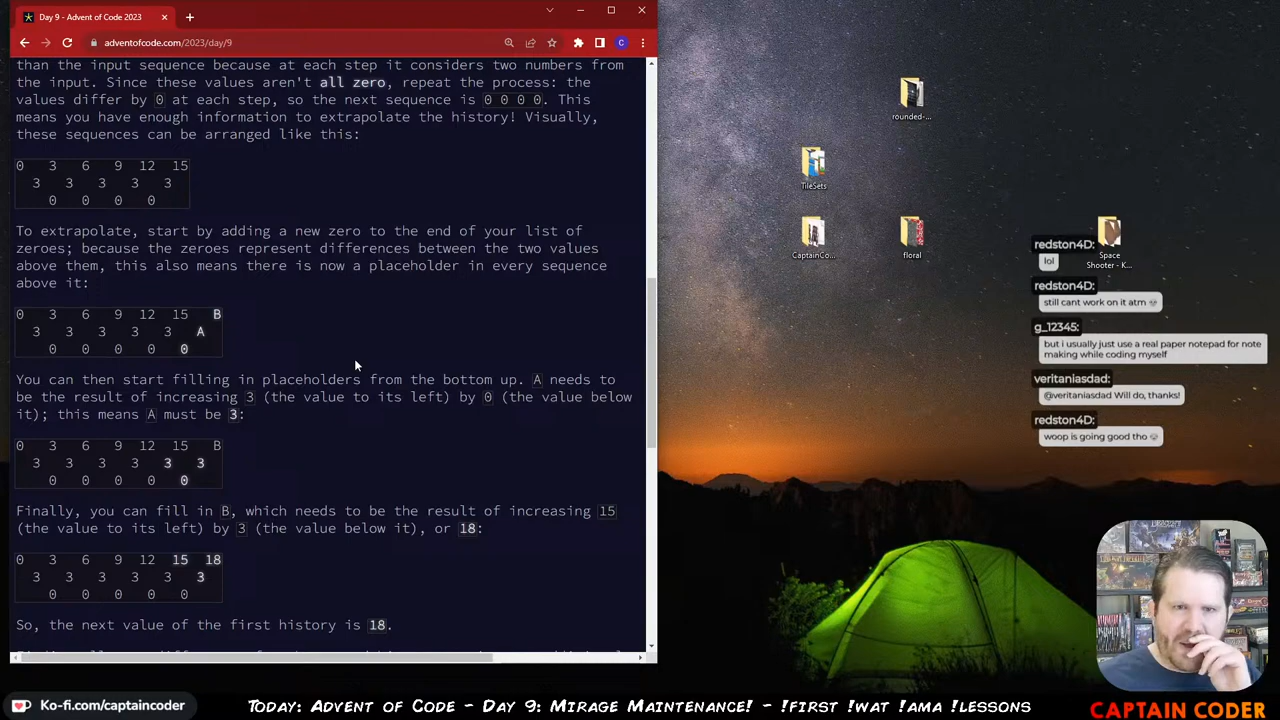 Day 9 - Advent of Code 2023
adventofcode.com/2023/day/9
than the input sequence because at each step it considers two numbers from
the input. Since these values aren't all zero, repeat the process: the
values differ by 0 at each step, so the next sequence is 0 0 0 0. This
means you have enough information to extrapolate the history! Visually,
these sequences can be arranged like this:
0 3 6 9 12 15
3 3 3 3 3
0 0 0 0
To extrapolate, start by adding a new zero to the end of your list of
zeroes; because the zeroes represent differences between the two values
above them, this also means there is now a placeholder in every sequence
above it:
0 3 6 9 12 15 B
3 3 3 3 3 A
0 0 0 0 0
You can then start filling in placeholders from the bottom up. A needs to
be the result of increasing 3 (the value to its left) by 0 (the value below
it); this means A must be 3:
0 3 6 9 12 15 B
3 3 3 3 3 3
0 0 0 0 0
Finally, you can fill in B, which needs to be the result of increasing 15
(the value to its left) by 3 (the value below it), or 18:
0 3 6 9 12 15 18
3 3 3 3 3 3
0 0 0 0 0
So, the next value of the first history is 18.
rounded-...
TileSets
CaptainCo...
floral
Space
Shooter - K...
redston4D:
lol
redston4D:
still cant work on it atm
g_12345:
but i usually just use a real paper notepad for note
making while coding myself
veritaniasdad:
@veritaniasdad Will do, thanks!
redston4D:
woop is going good tho
Ko-fi.com/captaincoder
Today: Advent of Code - Day 9: Mirage Maintenance! - !first !wat !ama !lessons
CAPTAIN CODER